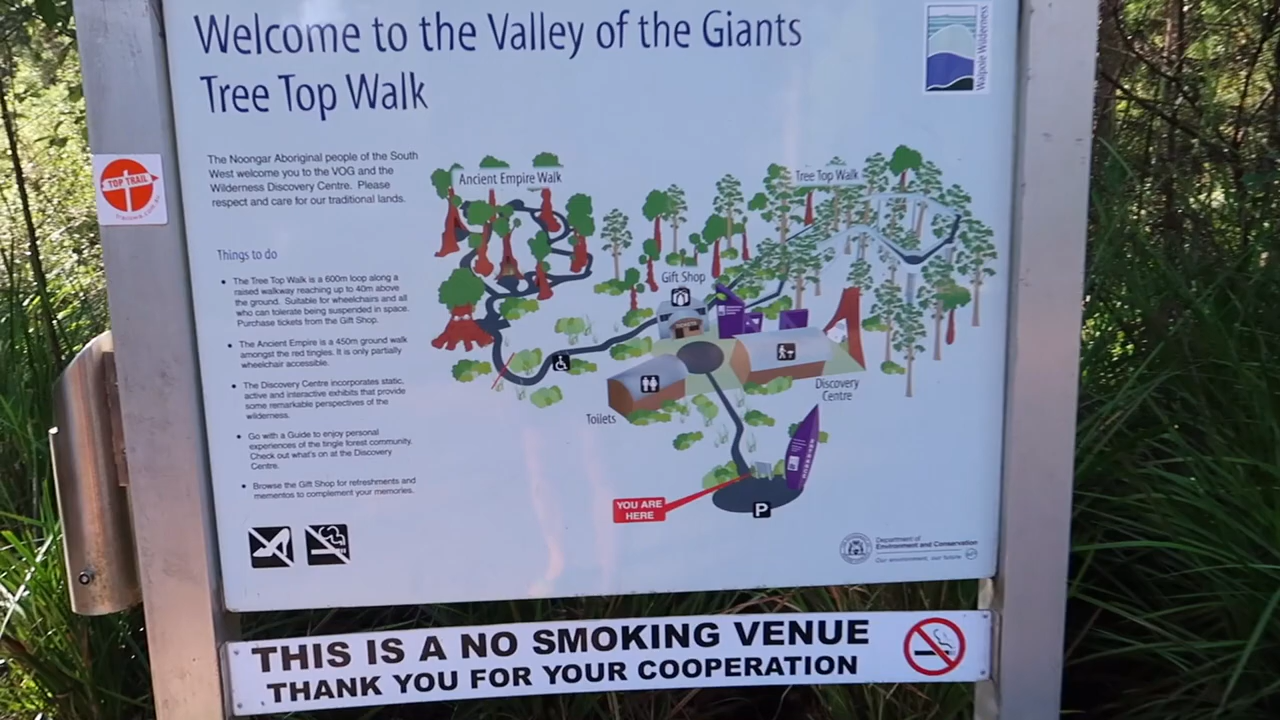 Welcome to the Valley of the Giants
Tree Top Walk
Walpole Wilderness
TOP TRAIL
The Noongar Aboriginal people of the South
West welcome you to the VOG and the
Wilderness Discovery Centre. Please
respect and care for our traditional lands.
Things to do
• The Tree Top Walk is a 600m loop along a
raised walkway reaching up to 40m above
the ground. Suitable for wheelchairs and all
who can tolerate being suspended in space.
Purchase tickets from the Gift Shop.
• The Ancient Empire is a 450m ground walk
amongst the red tingles. It is only partially
wheelchair accessible.
• The Discovery Centre incorporates static,
active and interactive exhibits that provide
some remarkable perspectives of the
wilderness.
• Go with a Guide to enjoy personal
experiences of the tingle forest community.
Check out what's on at the Discovery
Centre.
• Browse the Gift Shop for refreshments and
mementos to complement your memories.
Ancient Empire Walk
Tree Top Walk
Gift Shop
Discovery
Centre
Toilets
YOU ARE
HERE
P
Department of
Environment and Conservation
Our environment, our future
THIS IS A NO SMOKING VENUE
THANK YOU FOR YOUR COOPERATION